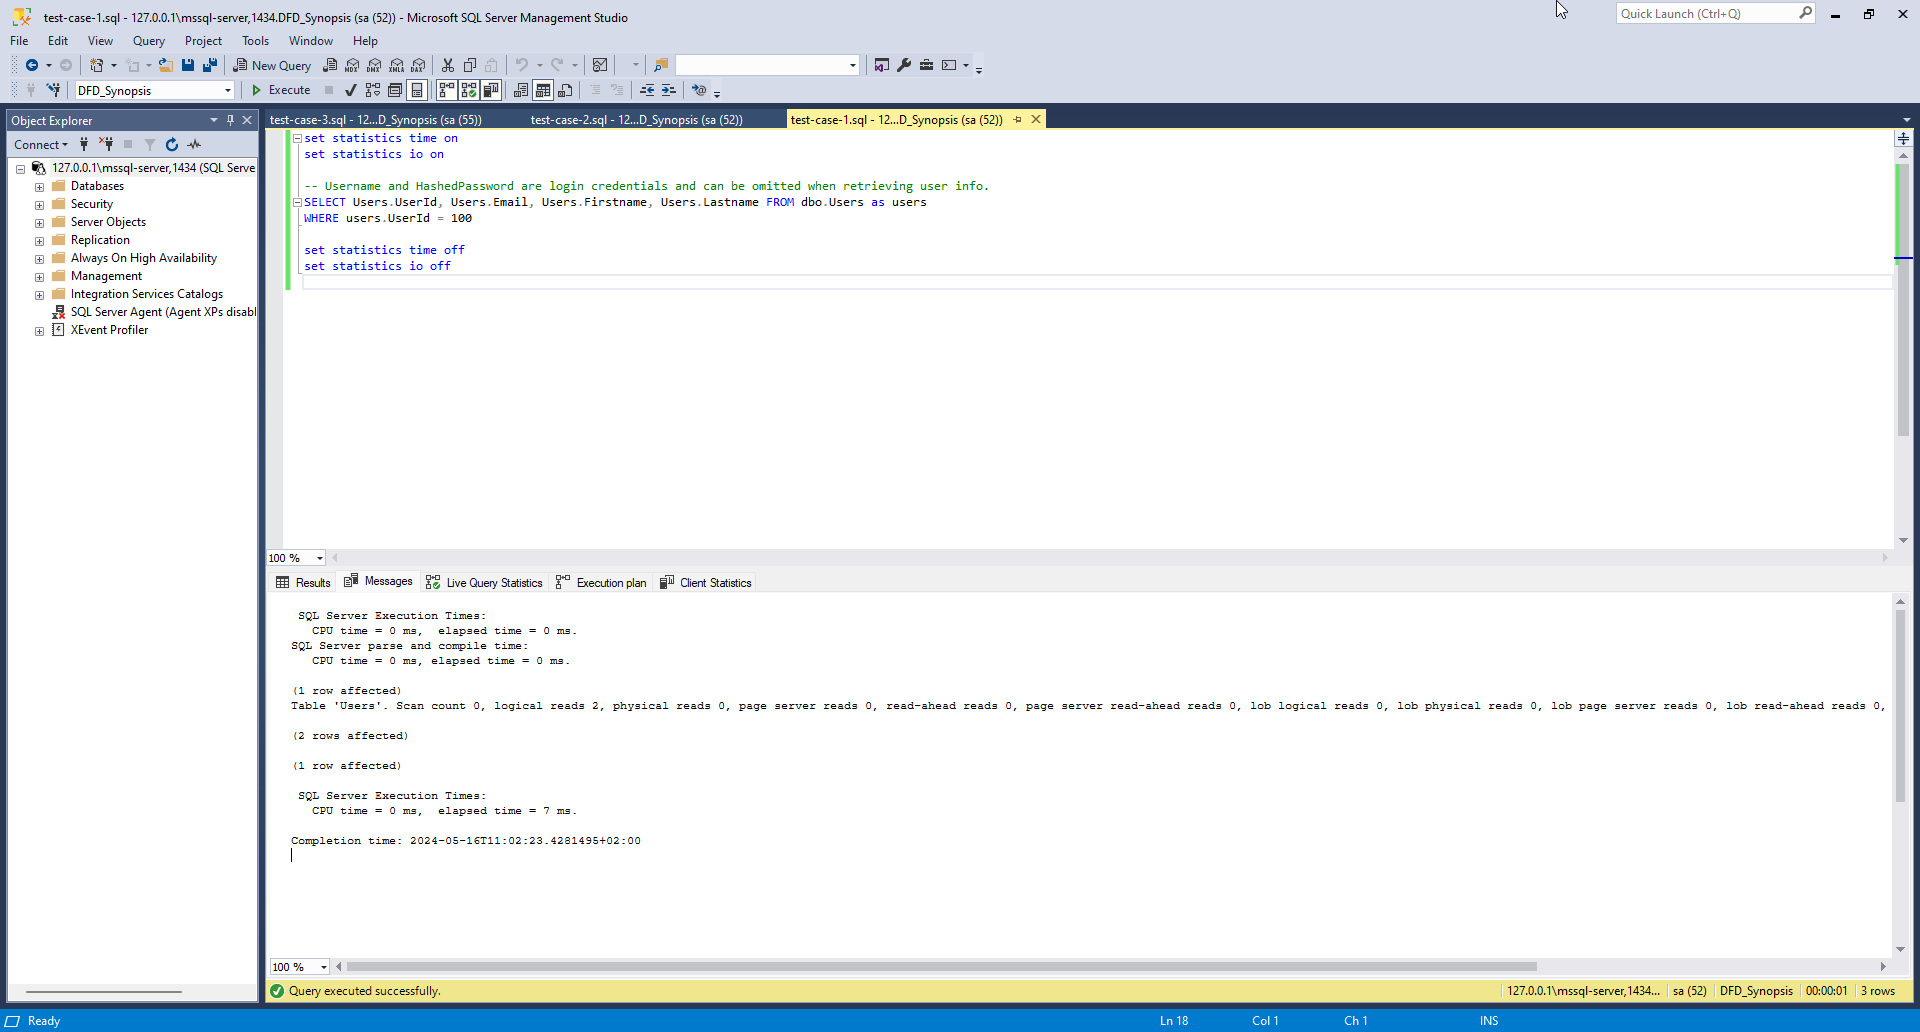 test-case-1.sql - 127.0.0.1\mssql-server,1434.DFD_Synopsis (sa (52)) - Microsoft SQL Server Management Studio
Quick Launch (Ctrl+Q)
File Edit View Query Project Tools Window Help
New Query MDX DMX XMLA DAX
DFD_Synopsis Execute
Object Explorer
test-case-3.sql - 12...D_Synopsis (sa (55)) test-case-2.sql - 12...D_Synopsis (sa (52)) test-case-1.sql - 12...D_Synopsis (sa (52))
Connect
127.0.0.1\mssql-server,1434 (SQL Serve
Databases
Security
Server Objects
Replication
Always On High Availability
Management
Integration Services Catalogs
SQL Server Agent (Agent XPs disabl
XEvent Profiler
set statistics time on
set statistics io on
-- Username and HashedPassword are login credentials and can be omitted when retrieving user info.
SELECT Users.UserId, Users.Email, Users.Firstname, Users.Lastname FROM dbo.Users as users
WHERE users.UserId = 100
set statistics time off
set statistics io off
100 %
Results Messages Live Query Statistics Execution plan Client Statistics
SQL Server Execution Times:
CPU time = 0 ms, elapsed time = 0 ms.
SQL Server parse and compile time:
CPU time = 0 ms, elapsed time = 0 ms.
(1 row affected)
Table 'Users'. Scan count 0, logical reads 2, physical reads 0, page server reads 0, read-ahead reads 0, page server read-ahead reads 0, lob logical reads 0, lob physical reads 0, lob page server reads 0, lob read-ahead reads 0,
(2 rows affected)
(1 row affected)
SQL Server Execution Times:
CPU time = 0 ms, elapsed time = 7 ms.
Completion time: 2024-05-16T11:02:23.4281495+02:00
100 %
Query executed successfully. 127.0.0.1\mssql-server,1434... sa (52) DFD_Synopsis 00:00:01 3 rows
Ready Ln 18 Col 1 Ch 1 INS